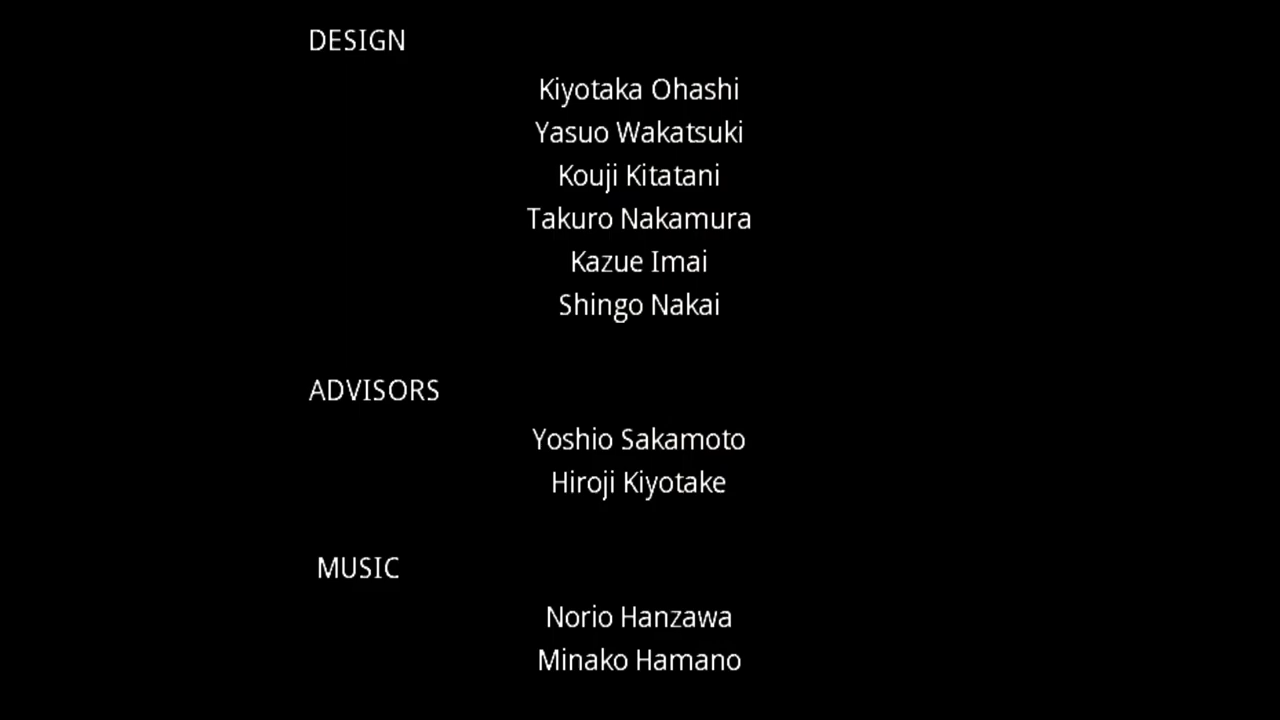 DESIGN
Kiyotaka Ohashi
Yasuo Wakatsuki
Kouji Kitatani
Takuro Nakamura
Kazue Imai
Shingo Nakai
ADVISORS
Yoshio Sakamoto
Hiroji Kiyotake
MUSIC
Norio Hanzawa
Minako Hamano